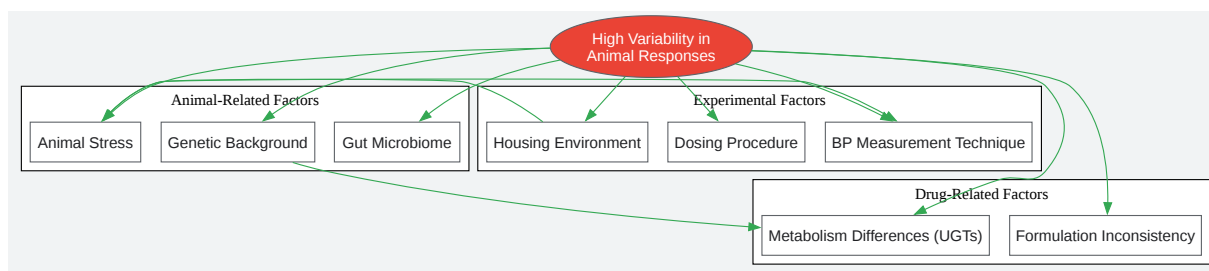 High Variability in
Animal Responses
Animal-Related Factors
Experimental Factors
Animal Stress
Genetic Background
Gut Microbiome
Housing Environment
Dosing Procedure
BP Measurement Technique
Drug-Related Factors
Metabolism Differences (UGTs)
Formulation Inconsistency